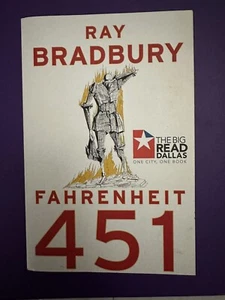 RAY
BRADBURY
THE BIG
READ
DALLAS
ONE CITY, ONE BOOK
FAHRENHEIT
451